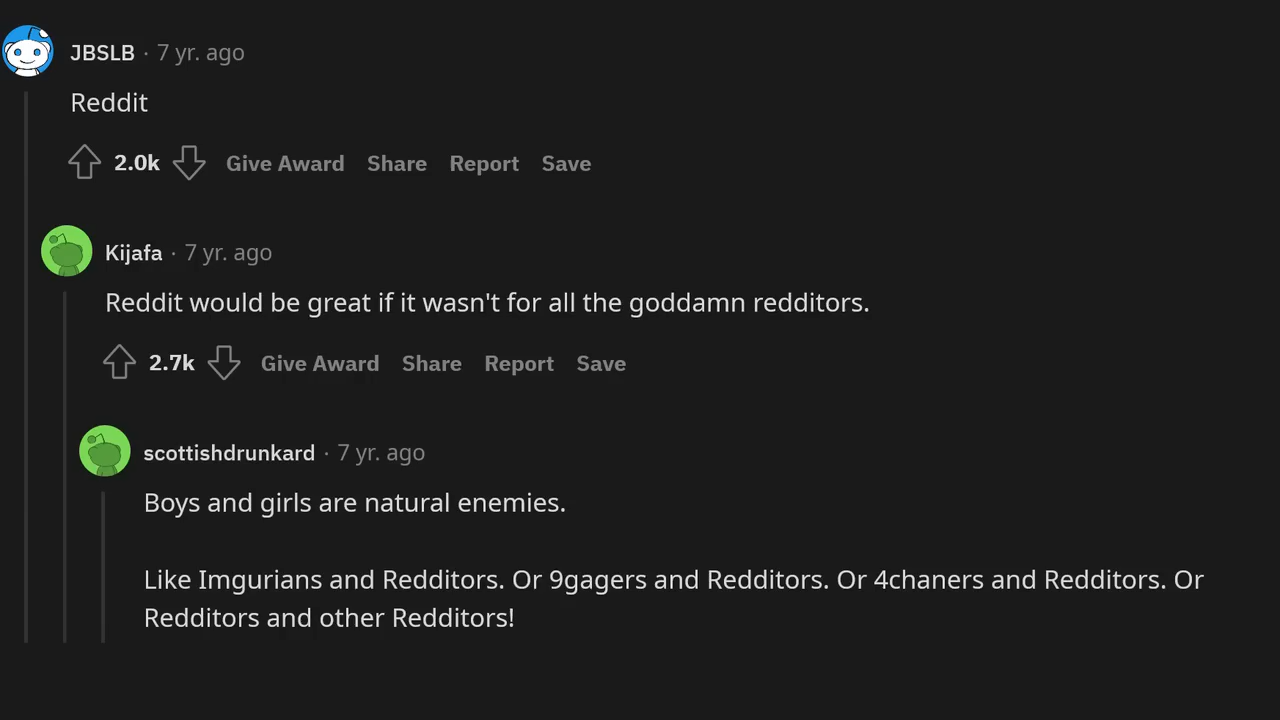 JBSLB · 7 yr. ago
Reddit
2.0k Give Award Share Report Save
Kijafa · 7 yr. ago
Reddit would be great if it wasn't for all the goddamn redditors.
2.7k Give Award Share Report Save
scottishdrunkard · 7 yr. ago
Boys and girls are natural enemies.
Like Imgurians and Redditors. Or 9gagers and Redditors. Or 4chaners and Redditors. Or
Redditors and other Redditors!